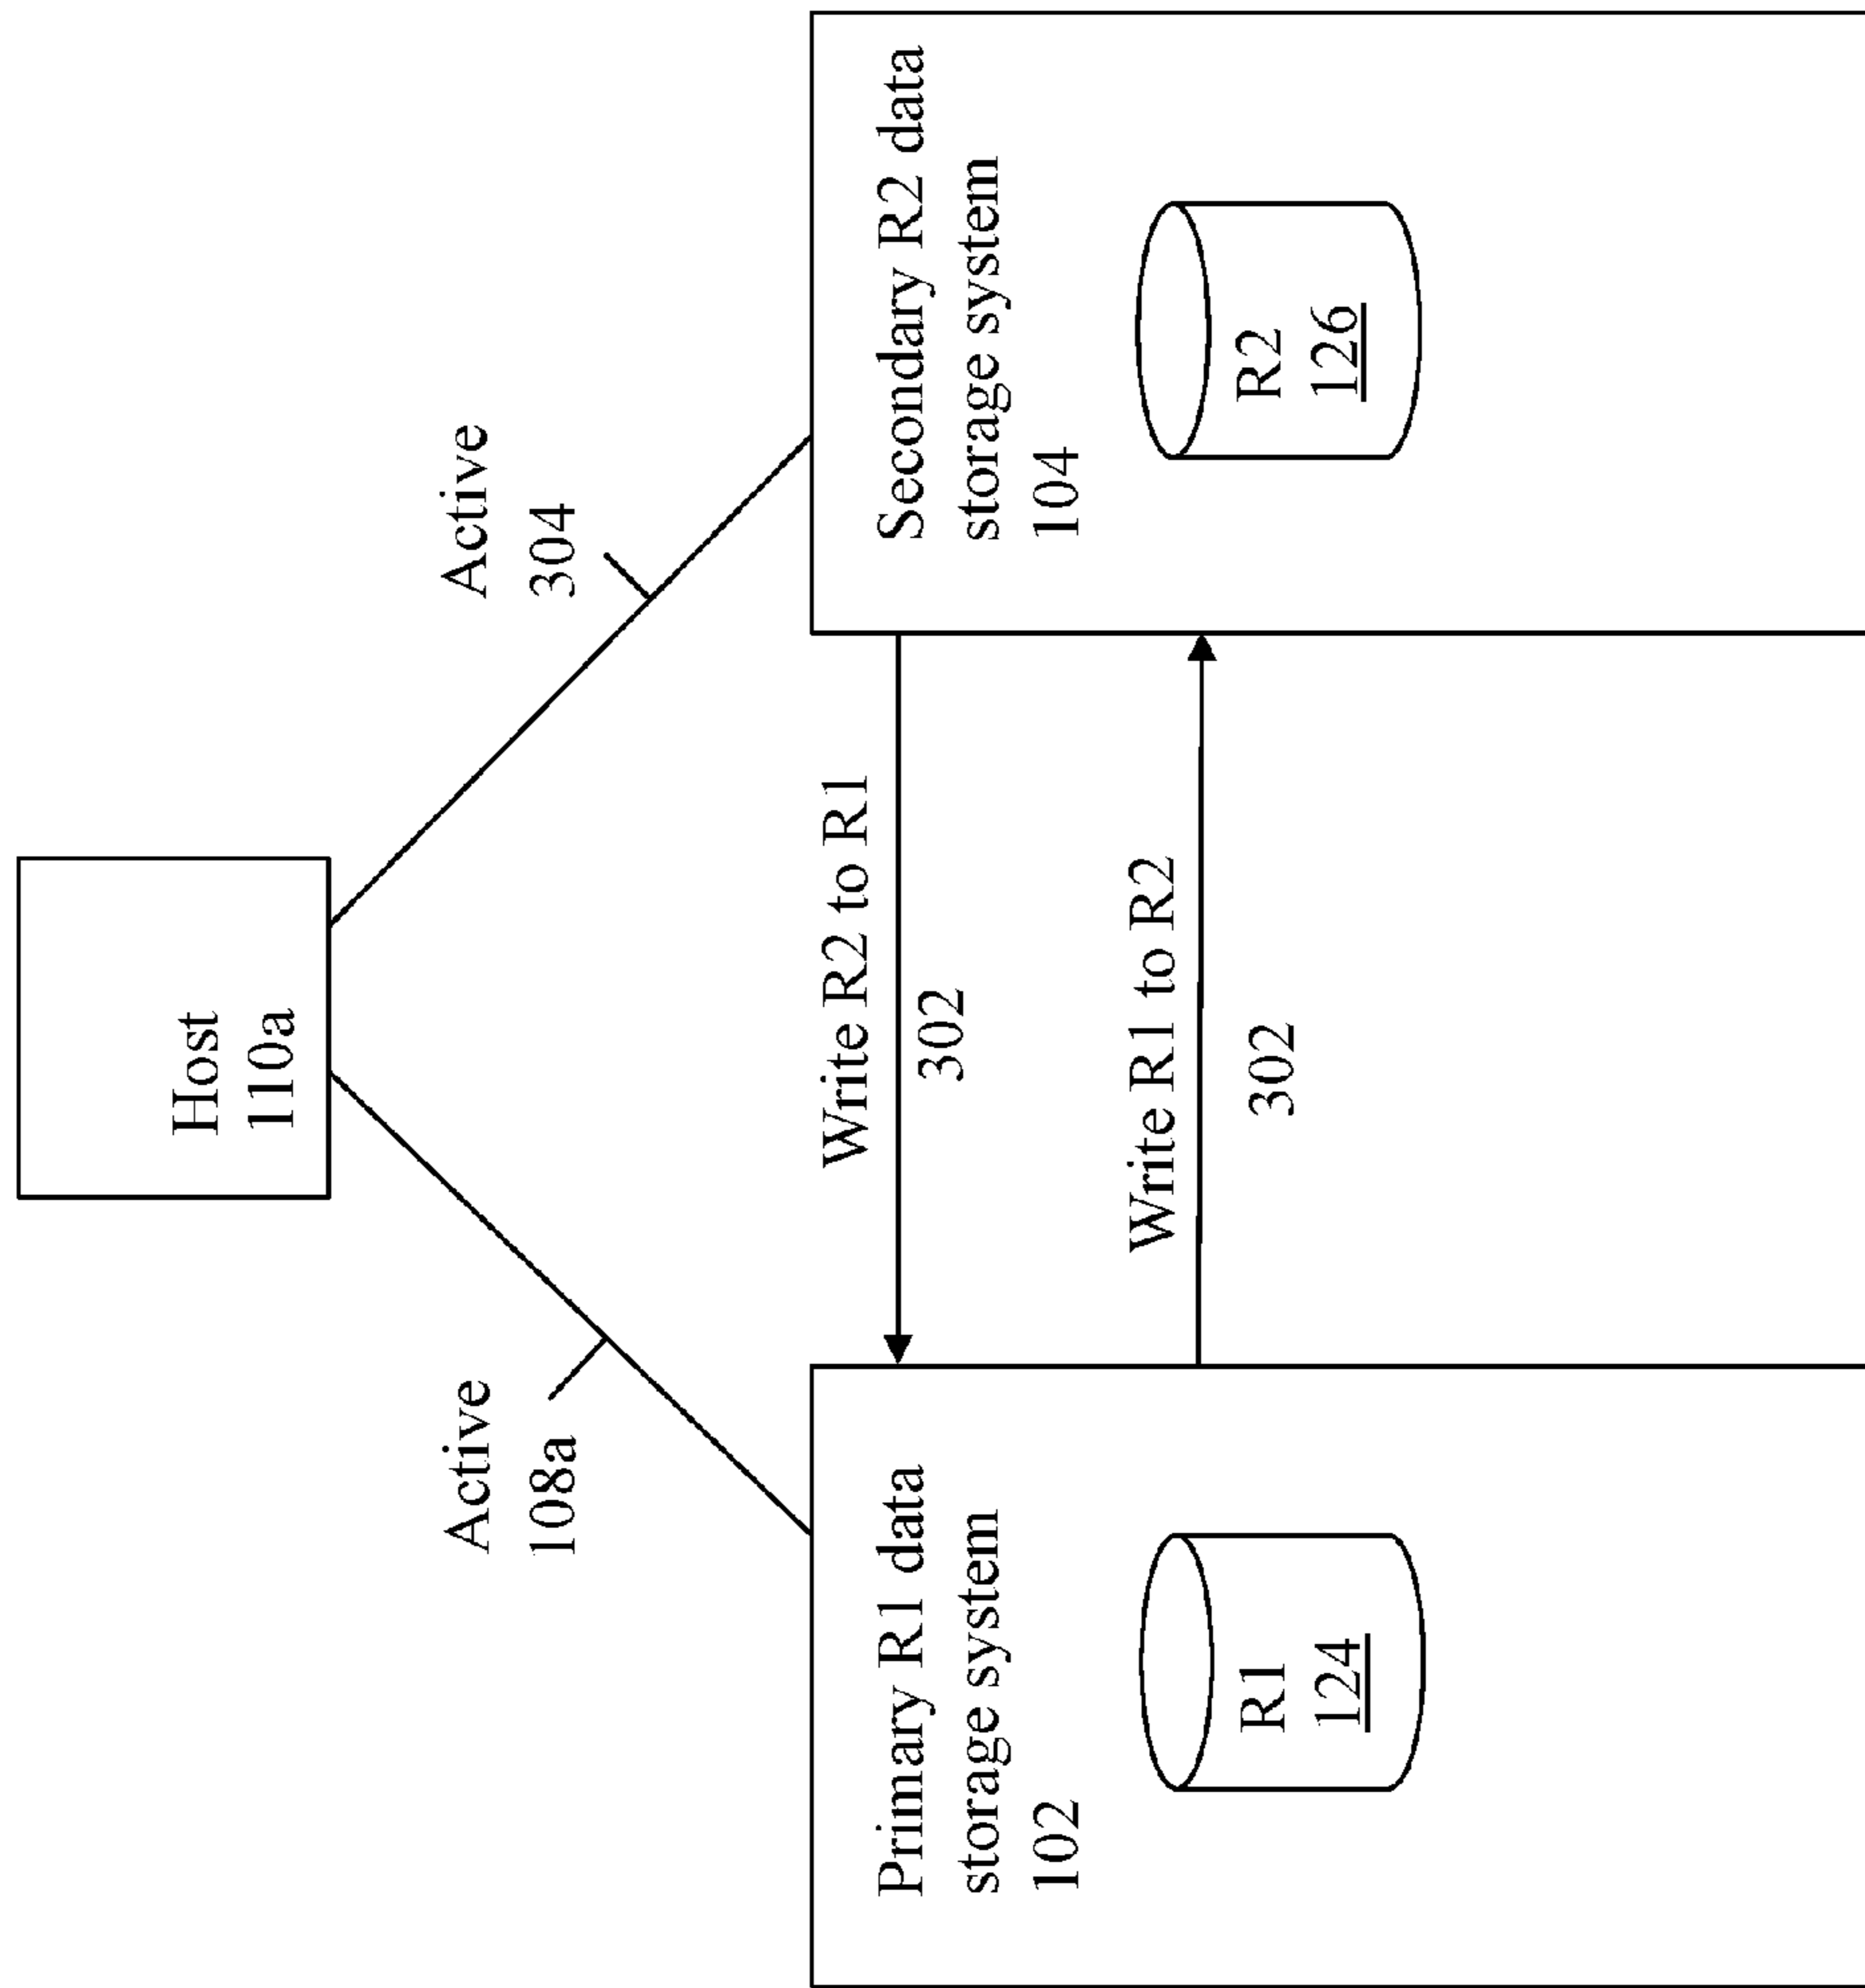 Host
110a
Active
108a
Active
304
Primary R1 data
storage system
102
R1
124
Write R2 to R1
302
Write R1 to R2
302
Secondary R2 data
storage system
104
R2
126